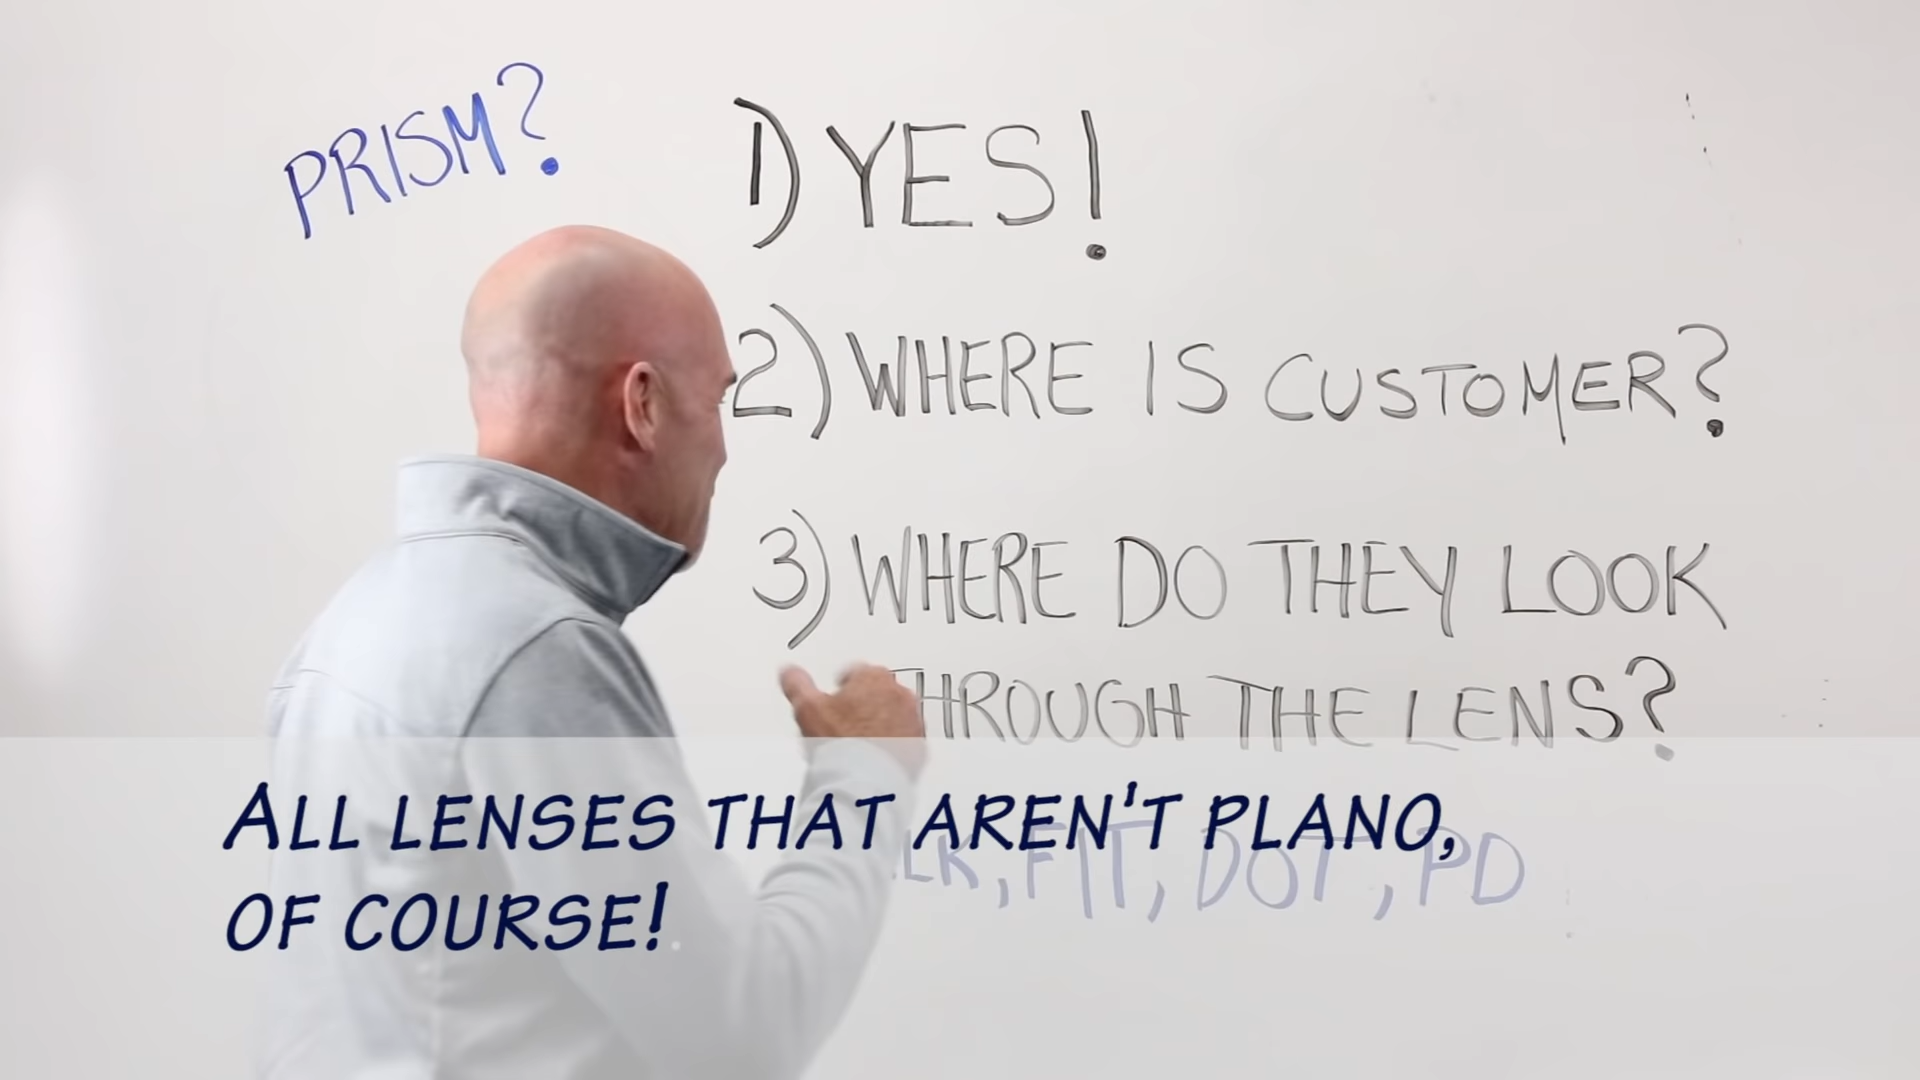 PRISM?
1) YES!
2) WHERE IS CUSTOMER?
3) WHERE DO THEY LOOK
THROUGH THE LENS?
FIT, DOT, PD
ALL LENSES THAT AREN'T PLANO,
OF COURSE!